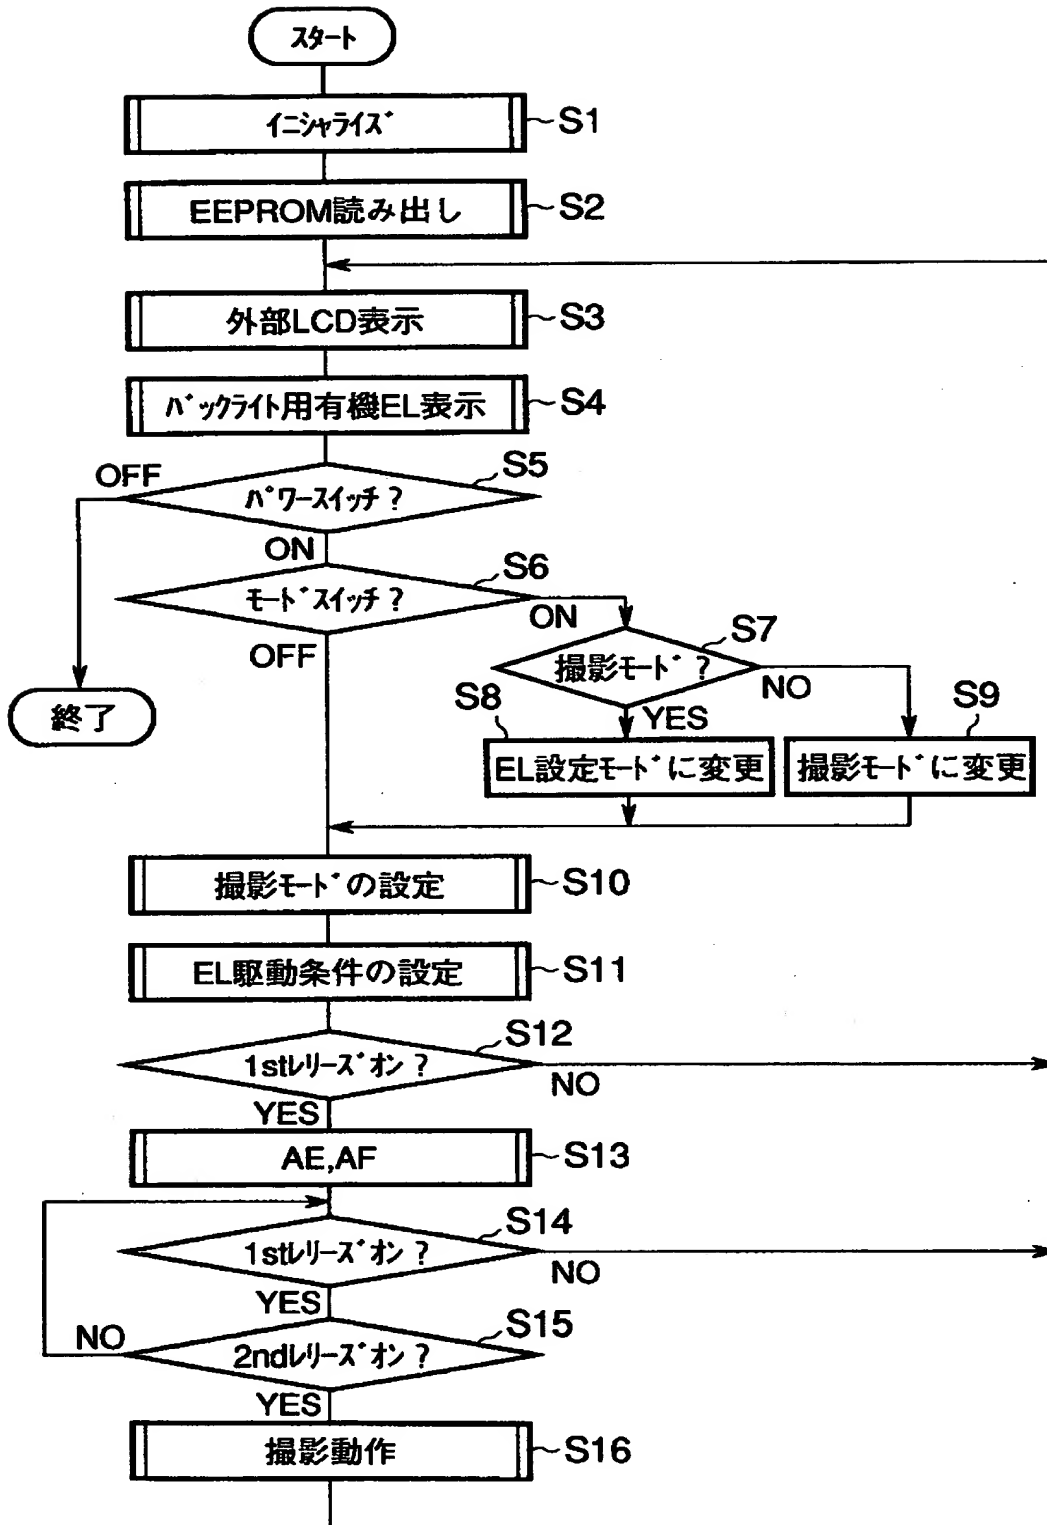 スタート
イニシャライズ
S1
EEPROM読み出し
S2
外部LCD表示
S3
バックライト用有機EL表示
S4
OFF
パワースイッチ？
S5
ON
モードスイッチ？
S6
ON
OFF
撮影モード？
S7
NO
YES
終了
S8
EL設定モードに変更
S9
撮影モードに変更
撮影モードの設定
S10
EL駆動条件の設定
S11
1stレリーズオン？
S12
NO
YES
AE,AF
S13
1stレリーズオン？
S14
NO
YES
2ndレリーズオン？
S15
NO
YES
撮影動作
S16